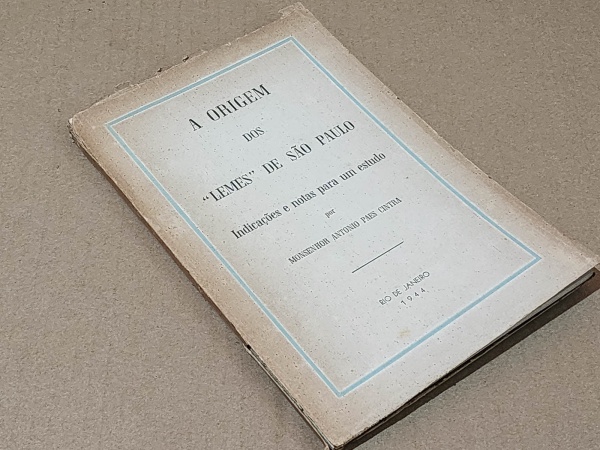 A ORIGEM
DOS
“LEMES” DE SÃO PAULO
Indicações e notas para um estudo
por
MONSENHOR ANTONIO PAES CINTRA
RIO DE JANEIRO
1944